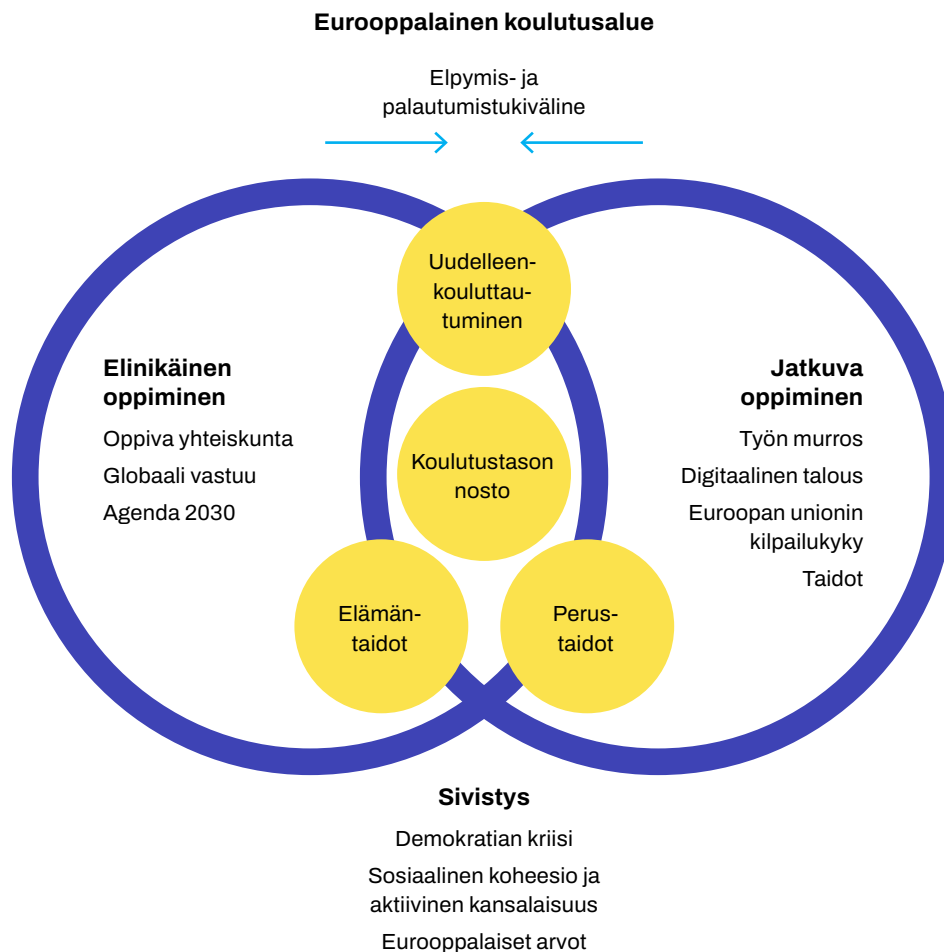 Eurooppalainen koulutusalue
Elpymis- ja
palautumistukiväline
Uudelleen-
kouluttau-
tuminen
Elinikäinen
oppiminen
Oppiva yhteiskunta
Globaali vastuu
Agenda 2030
Koulutustason
nosto
Jatkuva
oppiminen
Työn murros
Digitaalinen talous
Euroopan unionin
kilpailukyky
Taidot
Elämän-
taidot
Perus-
taidot
Sivistys
Demokratian kriisi
Sosiaalinen koheesio ja
aktiivinen kansalaisuus
Eurooppalaiset arvot